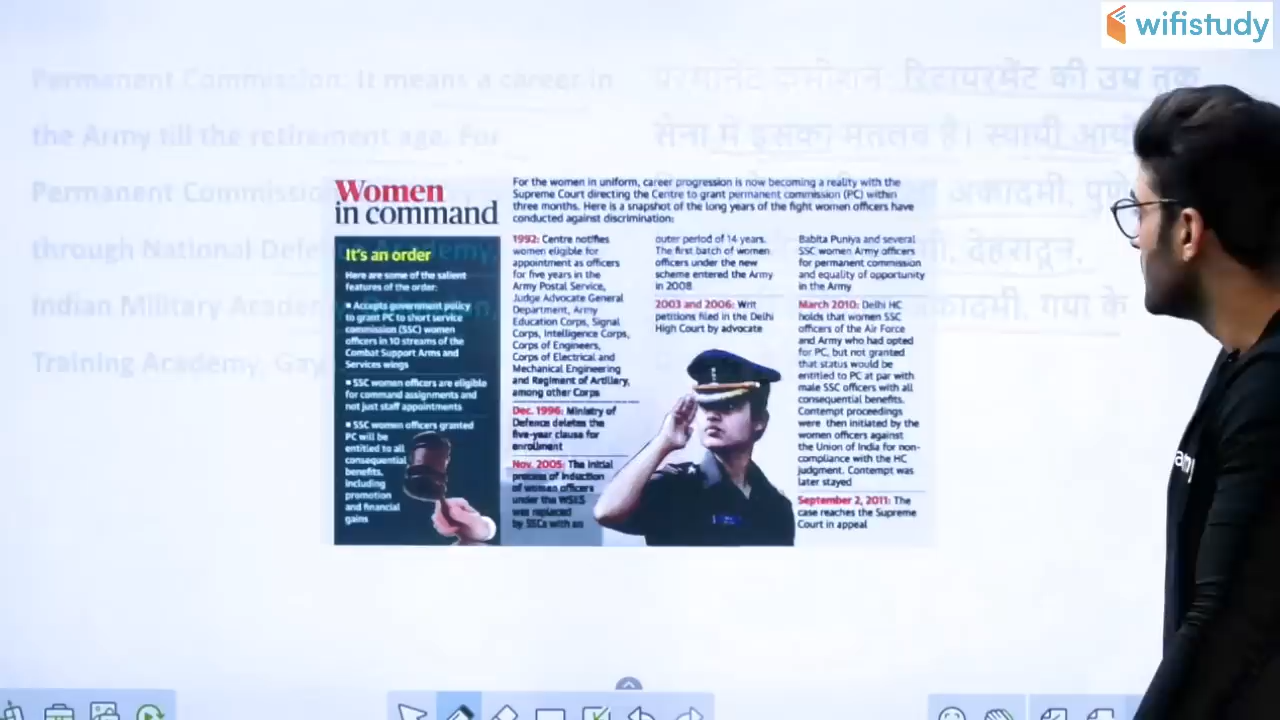 wifistudy
Permanent Commission: It means a career in
the Army till the retirement age. For
Permanent Commission
through National Defence Academy,
Indian Military Academy
Training Academy, Gay
परमानेंट कमीशन: रिटायरमेंट की उम्र तक
सेना में इसका मतलब है। स्थायी आयो
अकादमी, पुणे
देहरादून,
अकादमी, गया के
Women
in command
For the women in uniform, career progression is now becoming a reality with the
Supreme Court directing the Centre to grant permanent commission (PC) within
three months. Here is a snapshot of the long years of the fight women officers have
conducted against discrimination:
It's an order
Here are some of the salient
features of the order:
▪ Accepts government policy
to grant PC to short service
commission (SSC) women
officers in 10 streams of the
Combat Support Arms and
Services wings
▪ SSC women officers are eligible
for command assignments and
not just staff appointments
▪ SSC women officers granted
PC will be
entitled to all
consequential
benefits,
including
promotion
and financial
gains
1992: Centre notifies
women eligible for
appointment as officers
for five years in the
Army Postal Service,
Judge Advocate General
Department, Army
Education Corps, Signal
Corps, Intelligence Corps,
Corps of Engineers,
Corps of Electrical and
Mechanical Engineering
and Regiment of Artillery,
among other Corps
Dec. 1996: Ministry of
Defence deletes the
five-year clause for
enrollment
Nov. 2005: The initial
process of induction
of women officers
under the WSES
was replaced
by SSCs with an
outer period of 14 years.
The first batch of women
officers under the new
scheme entered the Army
in 2008
2003 and 2006: Writ
petitions filed in the Delhi
High Court by advocate
Babita Puniya and several
SSC women Army officers
for permanent commission
and equality of opportunity
in the Army
March 2010: Delhi HC
holds that women SSC
officers of the Air Force
and Army who had opted
for PC, but not granted
that status would be
entitled to PC at par with
male SSC officers with all
consequential benefits.
Contempt proceedings
were then initiated by the
women officers against
the Union of India for non-
compliance with the HC
judgment. Contempt was
later stayed
September 2, 2011: The
case reaches the Supreme
Court in appeal